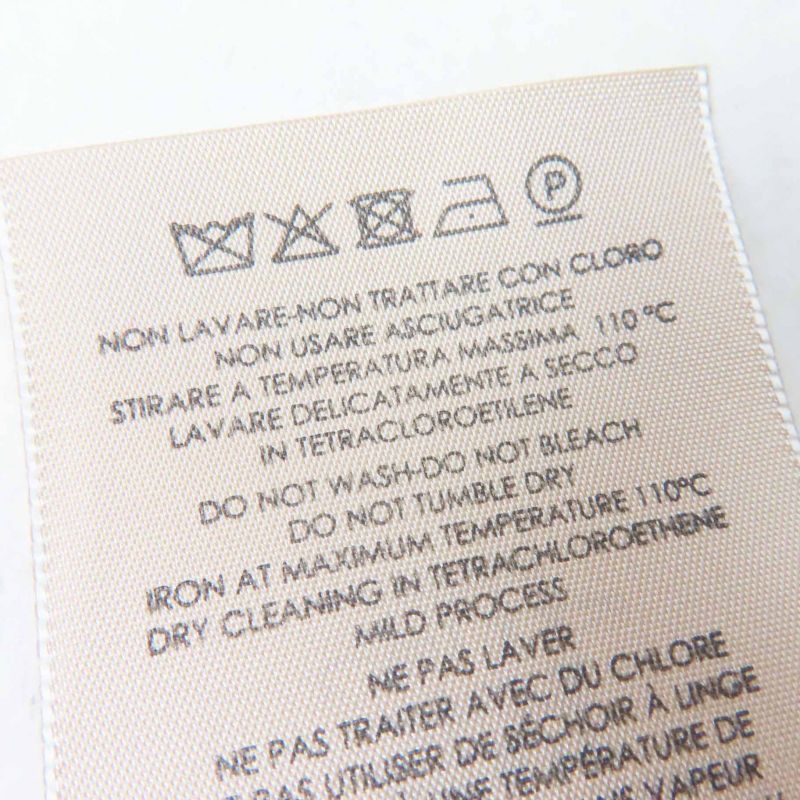 P
NON LAVARE-NON TRATTARE CON CLORO
NON USARE ASCIUGATRICE
STIRARE A TEMPERATURA MASSIMA 110°C
LAVARE DELICATAMENTE A SECCO
IN TETRACLOROETILENE
DO NOT WASH-DO NOT BLEACH
DO NOT TUMBLE DRY
IRON AT MAXIMUM TEMPERATURE 110°C
DRY CLEANING IN TETRACHLOROETHENE
MILD PROCESS
NE PAS LAVER
NE PAS TRAITER AVEC DU CHLORE
PAS UTILISER DE SÉCHOIR À LINGE
UNE TEMPÉRATURE DE
VAPEUR